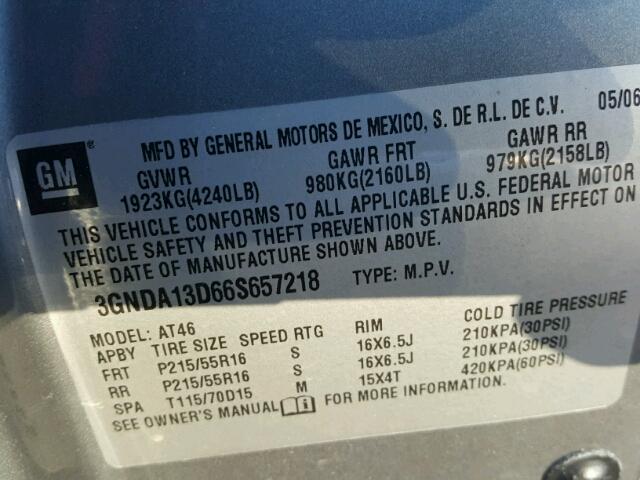 GM ®
MFD BY GENERAL MOTORS DE MEXICO, S. DE R.L. DE C.V. 05/06
GVWR GAWR FRT GAWR RR
1923KG(4240LB) 980KG(2160LB) 979KG(2158LB)
THIS VEHICLE CONFORMS TO ALL APPLICABLE U.S. FEDERAL MOTOR
VEHICLE SAFETY AND THEFT PREVENTION STANDARDS IN EFFECT ON
THE DATE OF MANUFACTURE SHOWN ABOVE.
3GNDA13D66S657218 TYPE: M.P.V.
MODEL: AT46
APBY TIRE SIZE SPEED RTG RIM COLD TIRE PRESSURE
FRT P215/55R16 S 16X6.5J 210KPA(30PSI)
RR P215/55R16 S 16X6.5J 210KPA(30PSI)
SPA T115/70D15 M 15X4T 420KPA(60PSI)
SEE OWNER'S MANUAL FOR MORE INFORMATION.